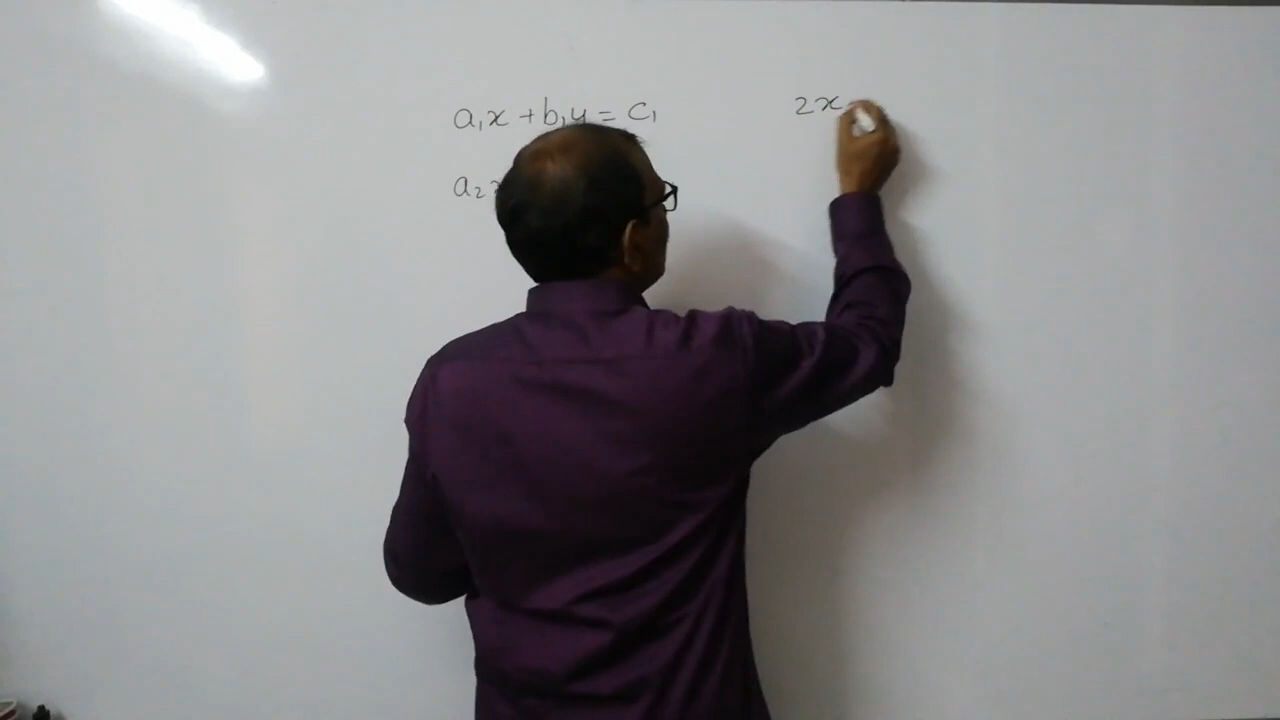 a₁x + b₁y = c₁
a₂x
2x